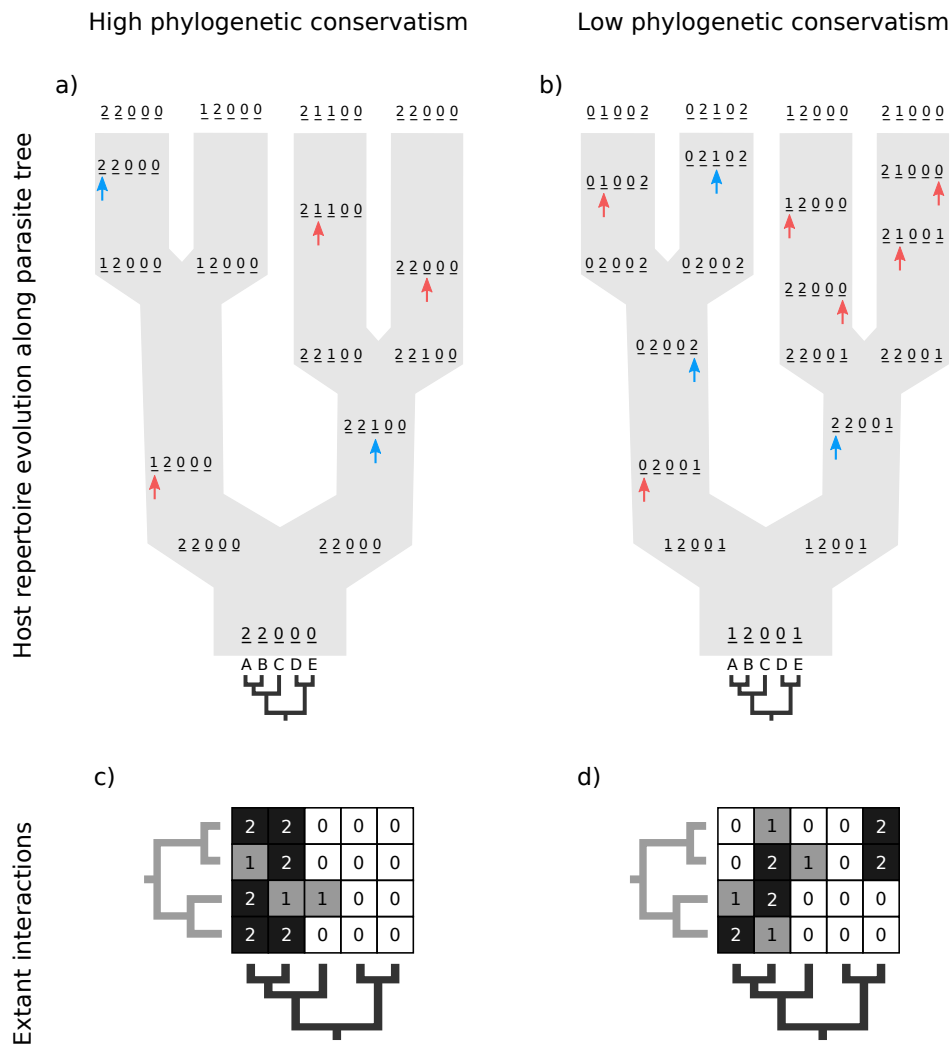 High phylogenetic conservatism
Low phylogenetic conservatism
Host repertoire evolution along parasite tree
a)
2 2 0 0 0
1 2 0 0 0
2 1 1 0 0
2 2 0 0 0
2 2 0 0 0
2 1 1 0 0
1 2 0 0 0
1 2 0 0 0
2 2 0 0 0
2 2 1 0 0
2 2 1 0 0
2 2 1 0 0
1 2 0 0 0
2 2 0 0 0
2 2 0 0 0
2 2 0 0 0
A B C D E
b)
0 1 0 0 2
0 2 1 0 2
1 2 0 0 0
2 1 0 0 0
0 2 1 0 2
2 1 0 0 0
0 1 0 0 2
1 2 0 0 0
2 1 0 0 1
0 2 0 0 2
0 2 0 0 2
2 2 0 0 0
0 2 0 0 2
2 2 0 0 1
2 2 0 0 1
2 2 0 0 1
0 2 0 0 1
1 2 0 0 1
1 2 0 0 1
1 2 0 0 1
A B C D E
Extant interactions
c)
2 2 0 0 0
1 2 0 0 0
2 1 1 0 0
2 2 0 0 0
d)
0 1 0 0 2
0 2 1 0 2
1 2 0 0 0
2 1 0 0 0